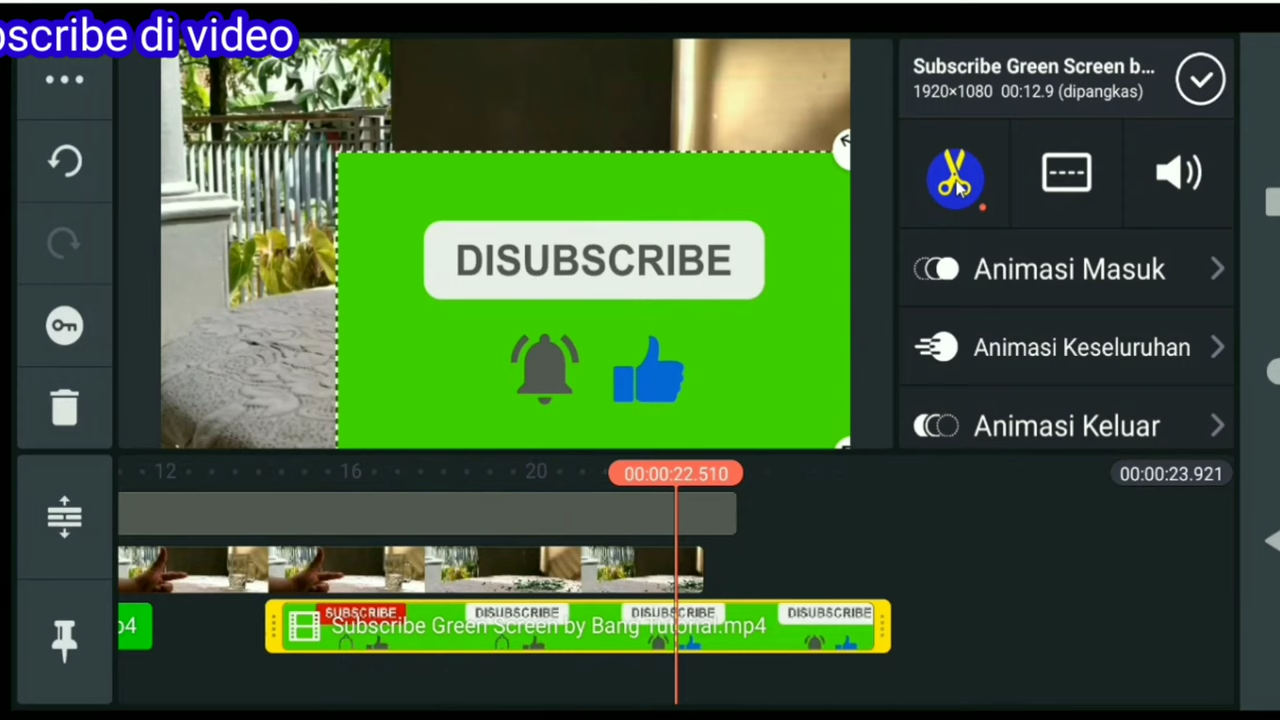 scribe di video
Subscribe Green Screen b...
1920×1080 00:12.9 (dipangkas)
DISUBSCRIBE
Animasi Masuk
Animasi Keseluruhan
Animasi Keluar
12
16
20
00:00:22.510
00:00:23.921
SUBSCRIBE
DISUBSCRIBE
DISUBSCRIBE
DISUBSCRIBE
04
Subscribe Green Screen by Bang Tutorial.mp4